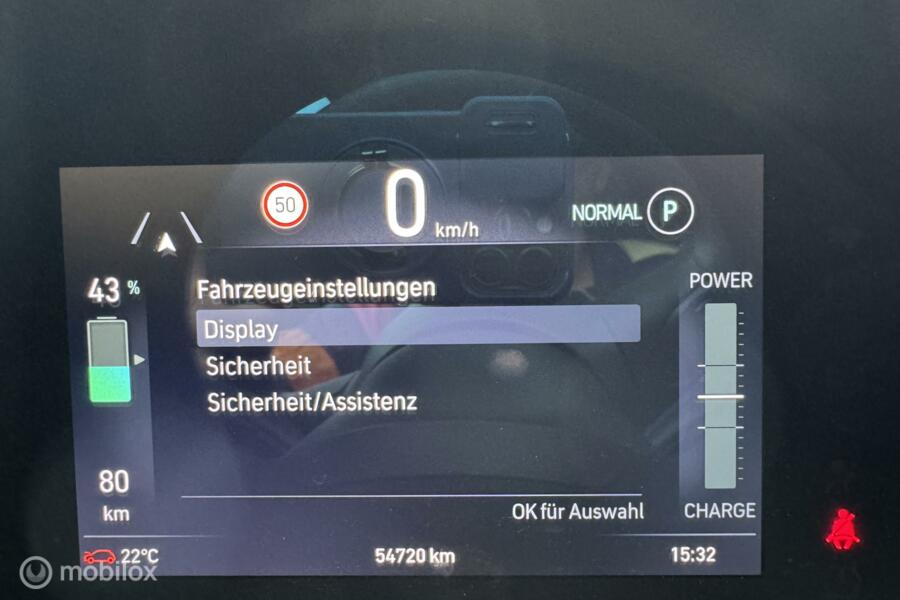 50
0 km/h
NORMAL P
43 %
POWER
Fahrzeugeinstellungen
Display
Sicherheit
Sicherheit/Assistenz
80
km
OK für Auswahl
CHARGE
22°C
54720 km
15:32
mobilox